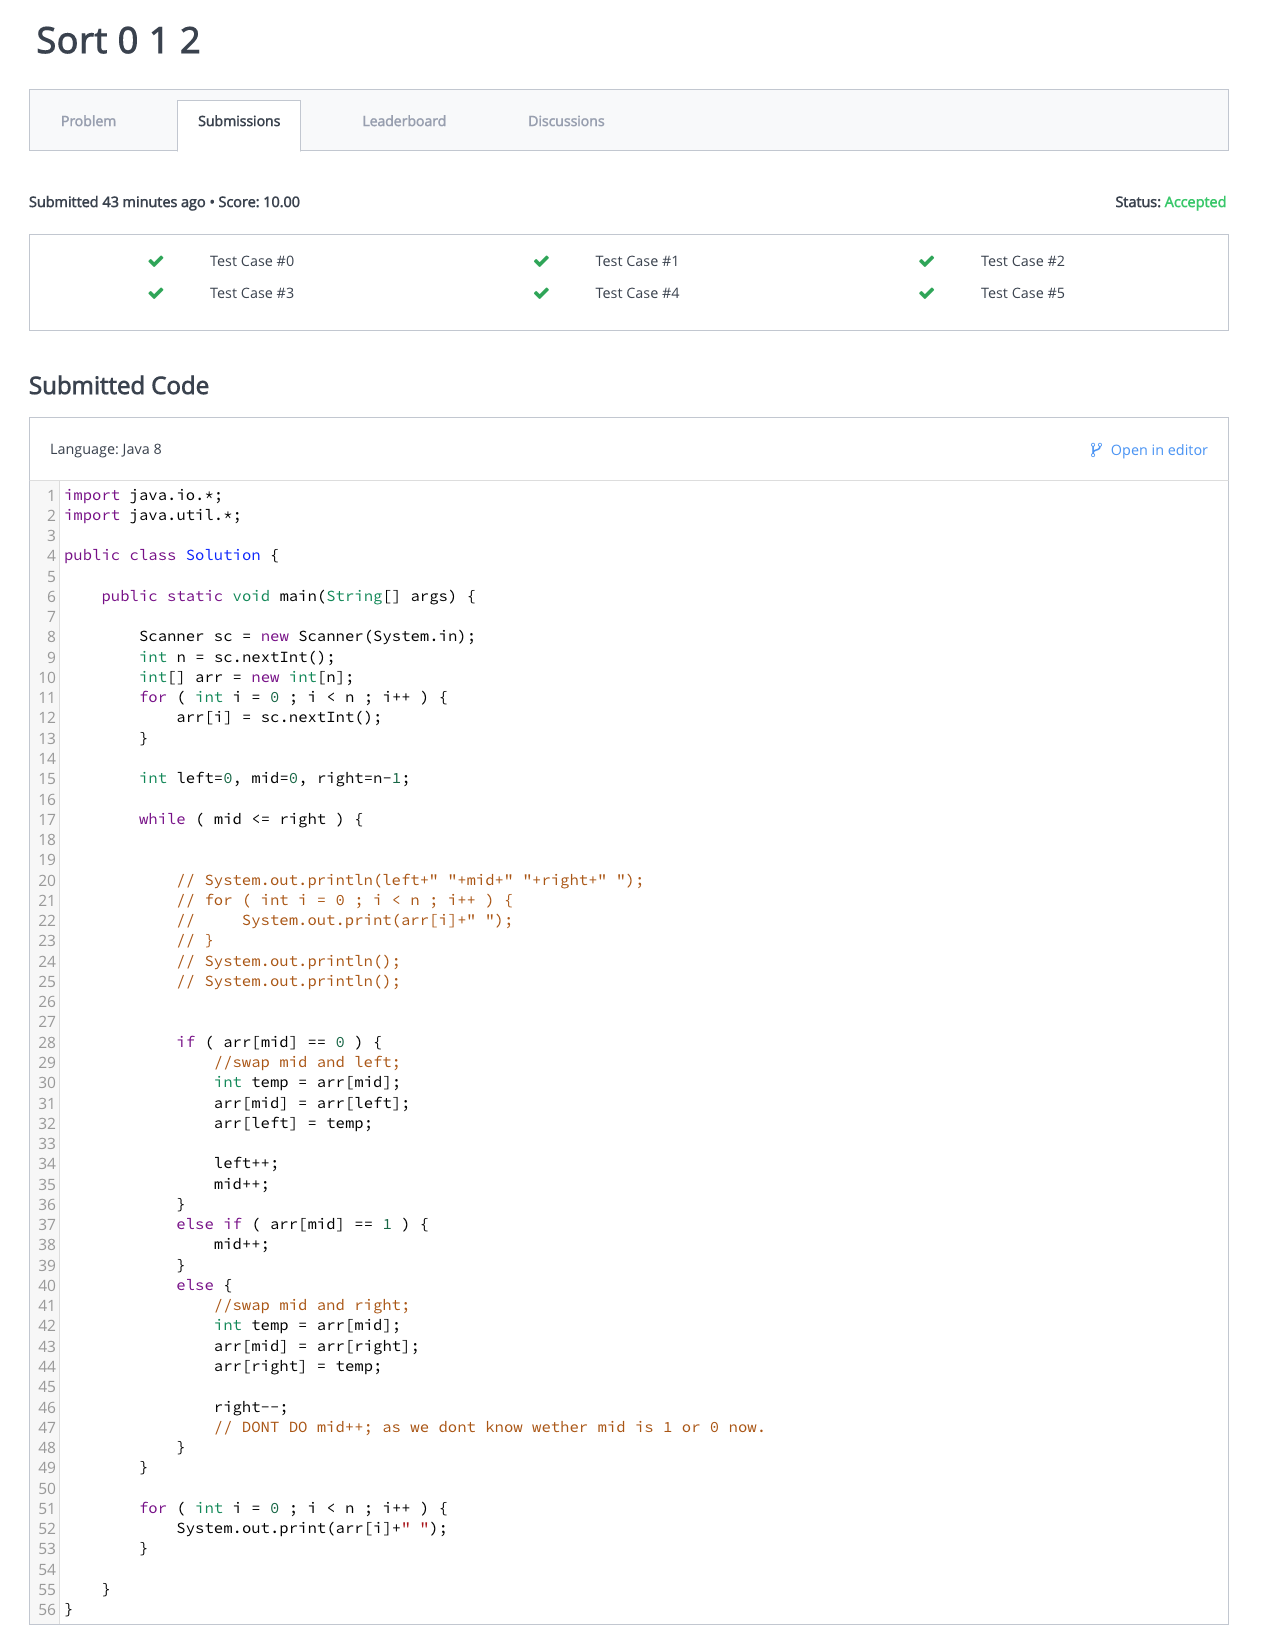 Sort 0 1 2
Problem Submissions Leaderboard Discussions
Submitted 43 minutes ago • Score: 10.00 Status: Accepted
Test Case #0 Test Case #1 Test Case #2
Test Case #3 Test Case #4 Test Case #5
Submitted Code
Language: Java 8 Open in editor
1 import java.io.*;
2 import java.util.*;
3
4 public class Solution {
5
6     public static void main(String[] args) {
7
8         Scanner sc = new Scanner(System.in);
9         int n = sc.nextInt();
10         int[] arr = new int[n];
11         for ( int i = 0 ; i < n ; i++ ) {
12             arr[i] = sc.nextInt();
13         }
14
15         int left=0, mid=0, right=n-1;
16
17         while ( mid <= right ) {
18
19
20             // System.out.println(left+" "+mid+" "+right+" ");
21             // for ( int i = 0 ; i < n ; i++ ) {
22             //     System.out.print(arr[i]+" ");
23             // }
24             // System.out.println();
25             // System.out.println();
26
27
28             if ( arr[mid] == 0 ) {
29                 //swap mid and left;
30                 int temp = arr[mid];
31                 arr[mid] = arr[left];
32                 arr[left] = temp;
33
34                 left++;
35                 mid++;
36             }
37             else if ( arr[mid] == 1 ) {
38                 mid++;
39             }
40             else {
41                 //swap mid and right;
42                 int temp = arr[mid];
43                 arr[mid] = arr[right];
44                 arr[right] = temp;
45
46                 right--;
47                 // DONT DO mid++; as we dont know wether mid is 1 or 0 now.
48             }
49         }
50
51         for ( int i = 0 ; i < n ; i++ ) {
52             System.out.print(arr[i]+" ");
53         }
54
55     }
56 }